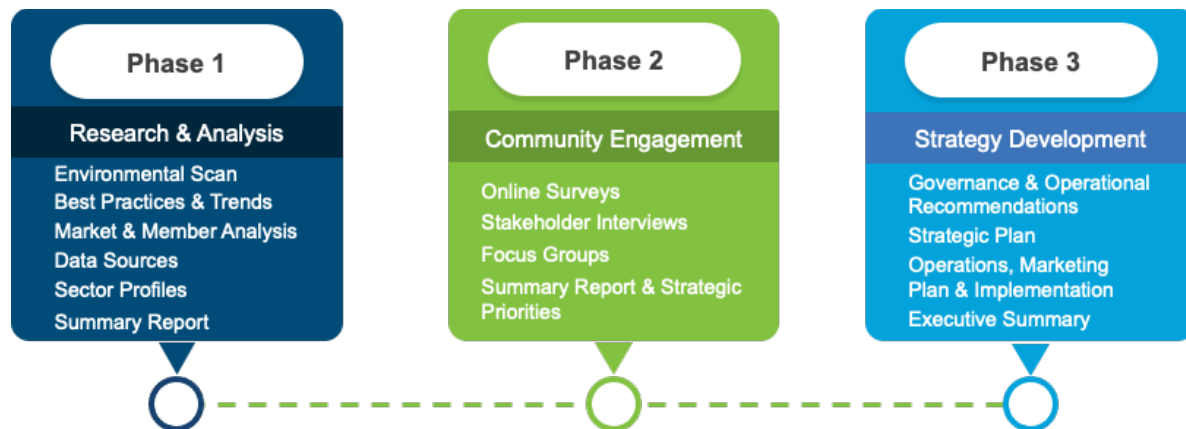 Phase 1
Research & Analysis
Environmental Scan
Best Practices & Trends
Market & Member Analysis
Data Sources
Sector Profiles
Summary Report
Phase 2
Community Engagement
Online Surveys
Stakeholder Interviews
Focus Groups
Summary Report & Strategic
Priorities
Phase 3
Strategy Development
Governance & Operational
Recommendations
Strategic Plan
Operations, Marketing
Plan & Implementation
Executive Summary